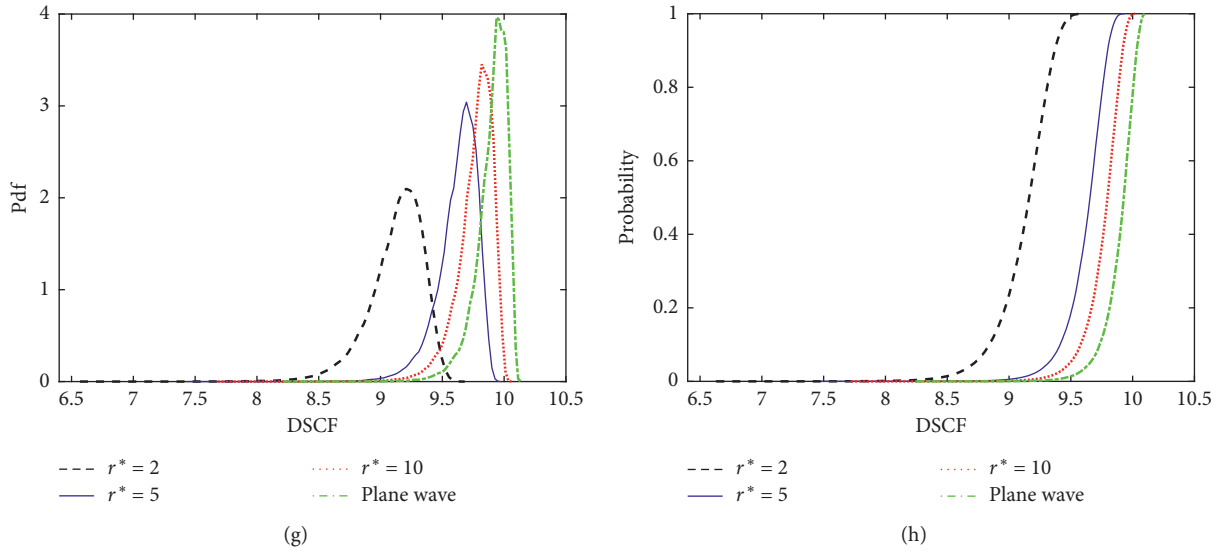 4
3
2
1
0
Pdf
6.5 7 7.5 8 8.5 9 9.5 10 10.5
DSCF
r* = 2
r* = 10
r* = 5
Plane wave
(g)
1
0.8
0.6
0.4
0.2
0
Probability
6.5 7 7.5 8 8.5 9 9.5 10 10.5
DSCF
r* = 2
r* = 10
r* = 5
Plane wave
(h)